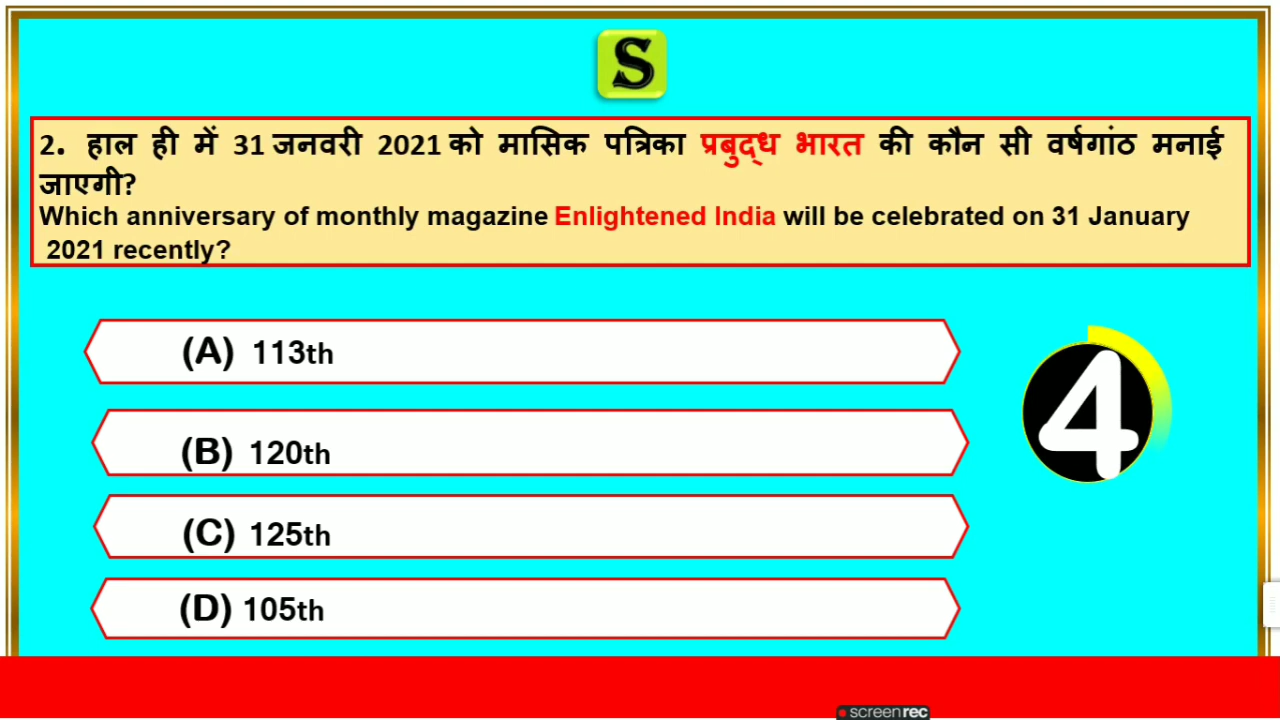 S
2. हाल ही में 31 जनवरी 2021 को मासिक पत्रिका प्रबुद्ध भारत की कौन सी वर्षगांठ मनाई
जाएगी?
Which anniversary of monthly magazine Enlightened India will be celebrated on 31 January
2021 recently?
(A) 113th
4
(B) 120th
(C) 125th
(D) 105th
screenrec